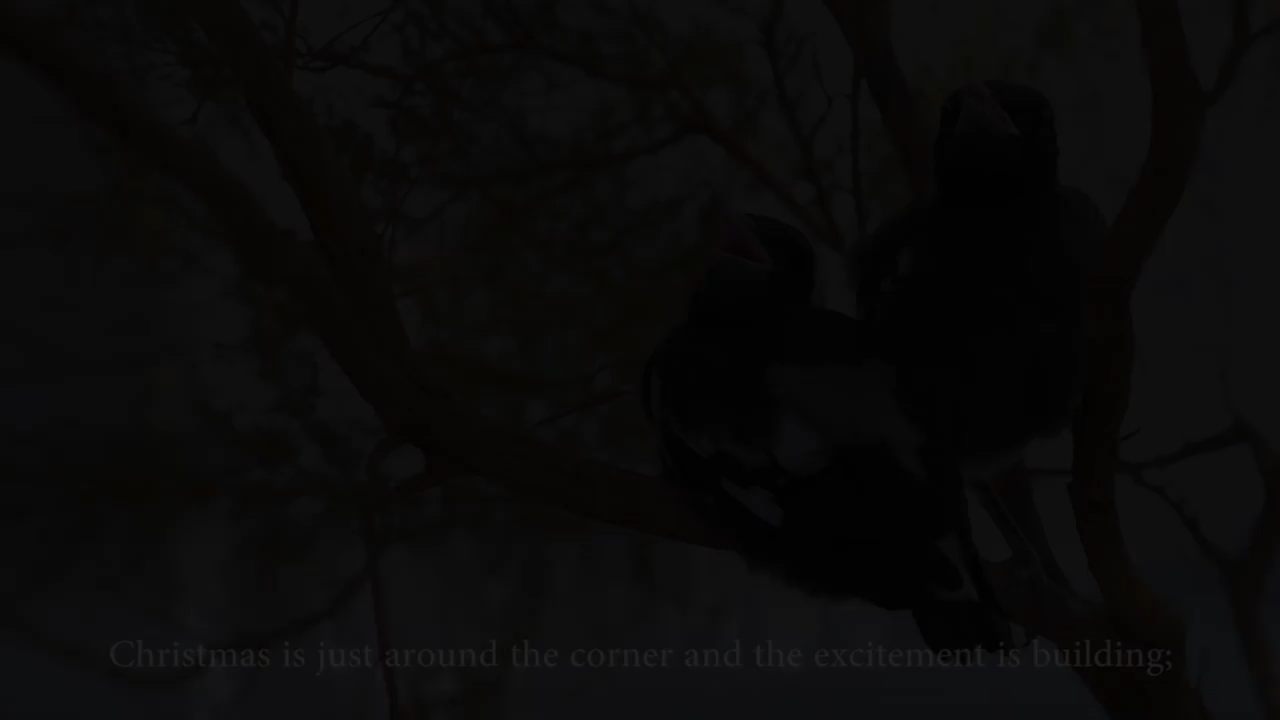 Christmas is just around the corner and the excitement is building;